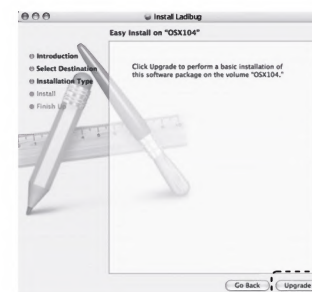 Install Ladibug
Easy Install on "OSX104"
Introduction
Select Destination
Installation Type
Install
Finish Up
Click Upgrade to perform a basic installation of
this software package on the volume "OSX104."
Go Back
Upgrade